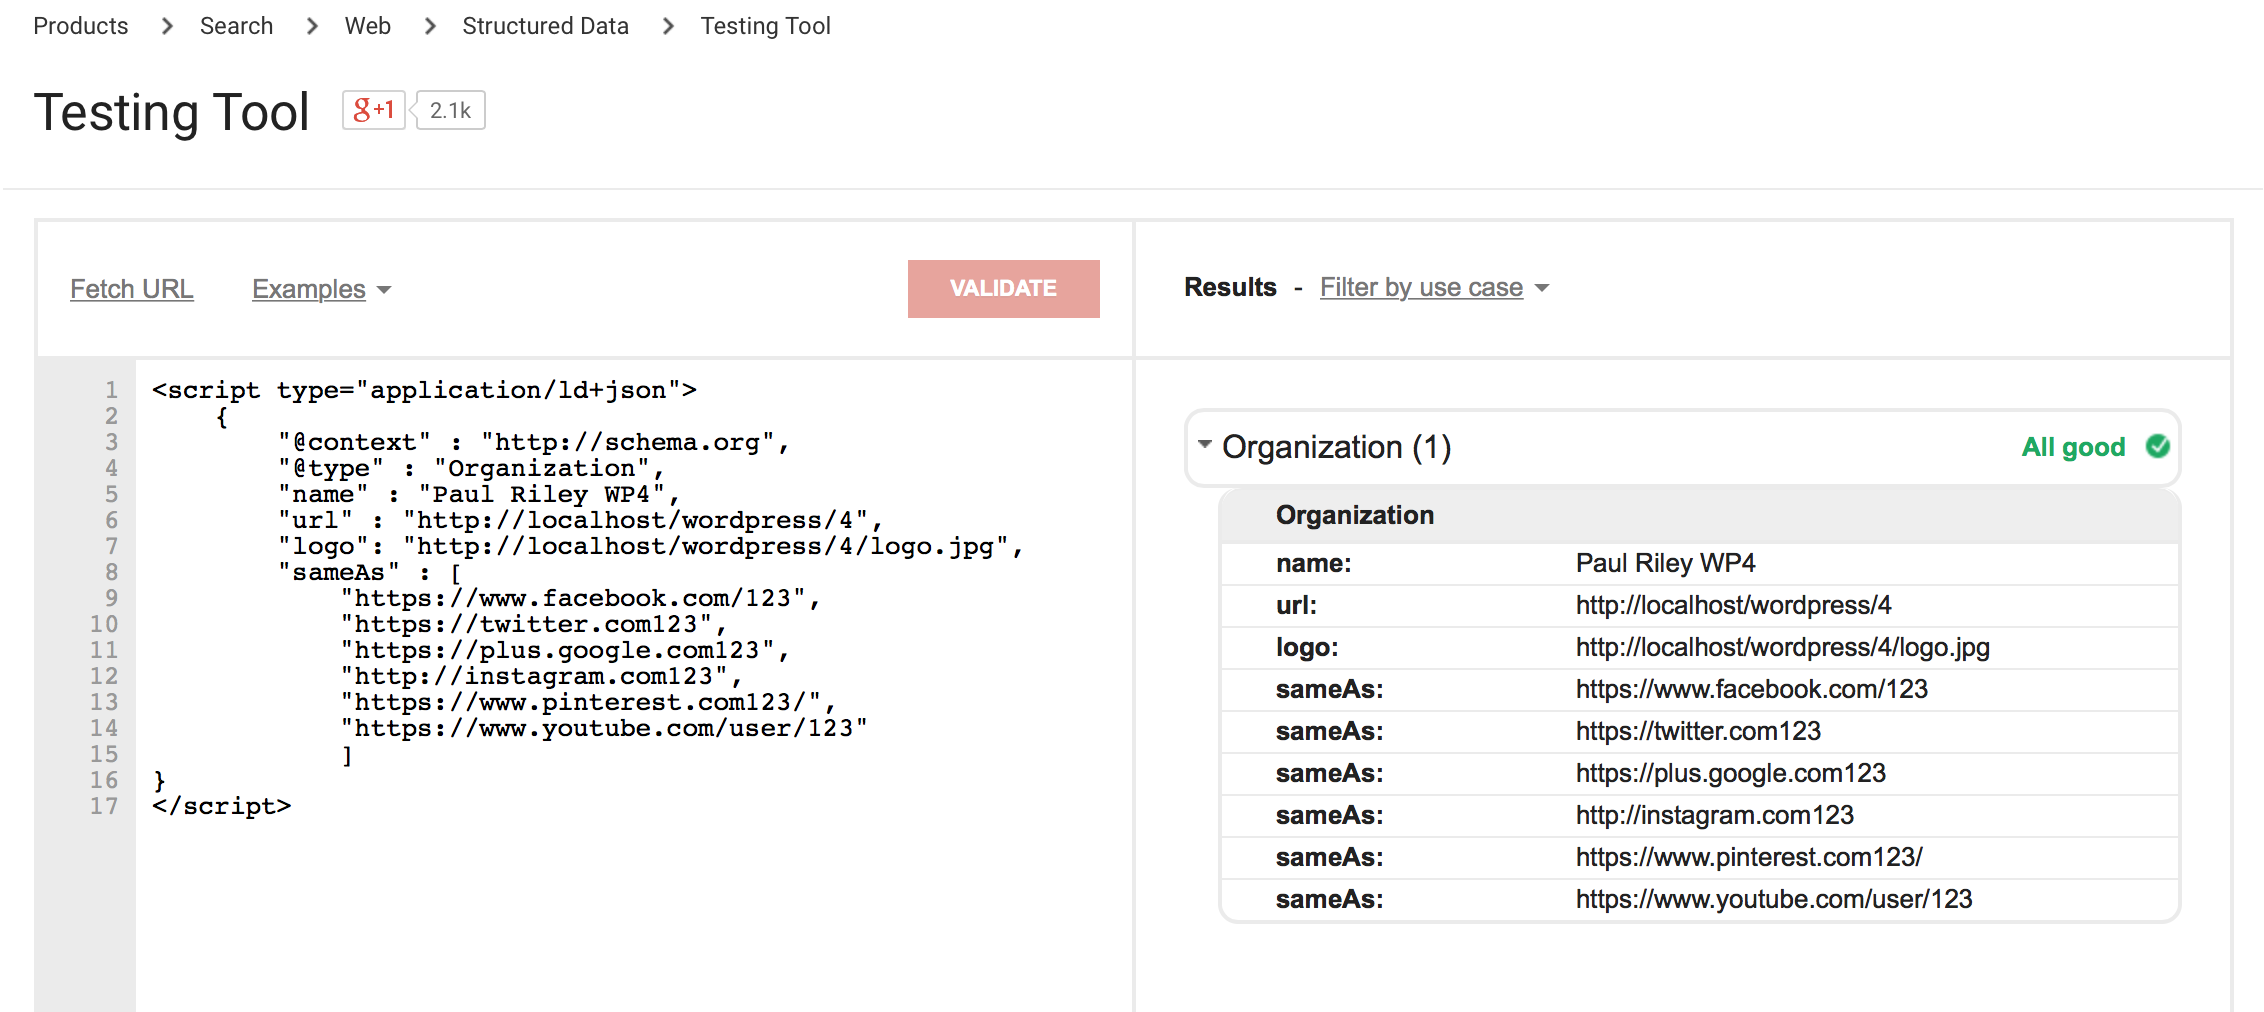 Products > Search > Web > Structured Data > Testing Tool
Testing Tool g+1 2.1k
Fetch URL Examples VALIDATE
1 <script type="application/ld+json">
2 {
3 "@context" : "http://schema.org",
4 "@type" : "Organization",
5 "name" : "Paul Riley WP4",
6 "url" : "http://localhost/wordpress/4",
7 "logo": "http://localhost/wordpress/4/logo.jpg",
8 "sameAs" : [
9 "https://www.facebook.com/123",
10 "https://twitter.com123",
11 "https://plus.google.com123",
12 "http://instagram.com123",
13 "https://www.pinterest.com123/",
14 "https://www.youtube.com/user/123"
15 ]
16 }
17 </script>
Results - Filter by use case
Organization (1) All good
Organization
name: Paul Riley WP4
url: http://localhost/wordpress/4
logo: http://localhost/wordpress/4/logo.jpg
sameAs: https://www.facebook.com/123
sameAs: https://twitter.com123
sameAs: https://plus.google.com123
sameAs: http://instagram.com123
sameAs: https://www.pinterest.com123/
sameAs: https://www.youtube.com/user/123